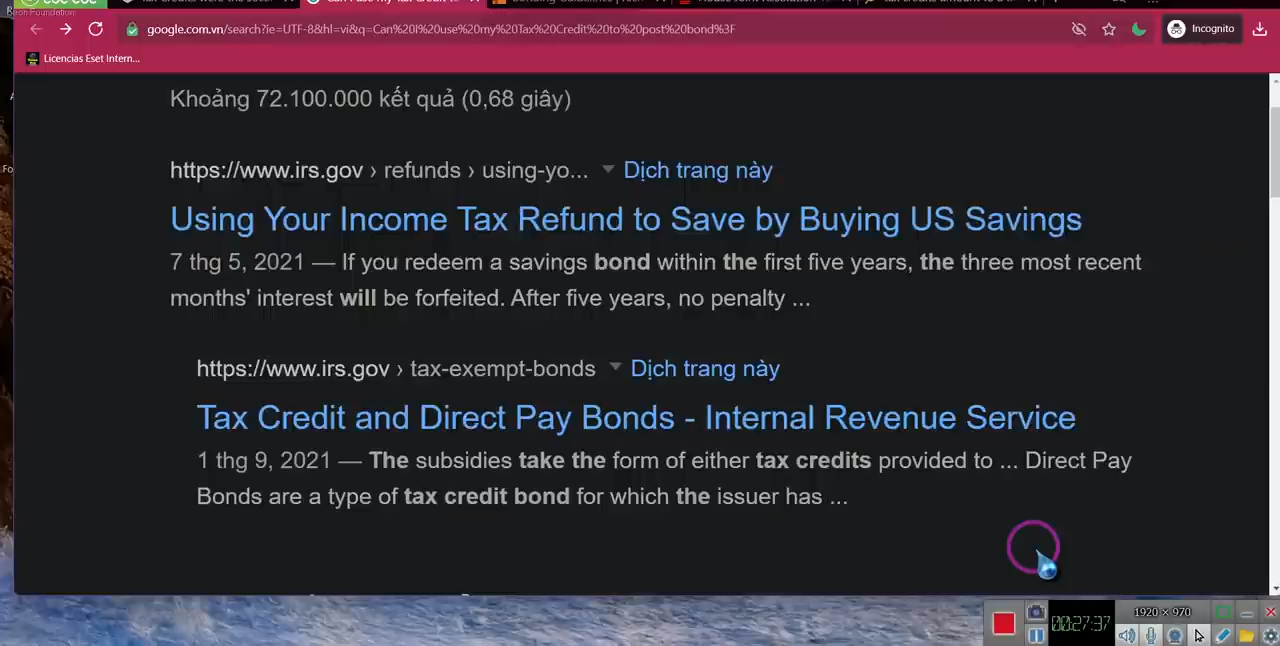 google.com.vn/search?ie=UTF-8&hl=vi&q=Can%20I%20use%20my%20Tax%20Credit%20to%20post%20bond%3F
Incognito
Licencias Eset Intern...
Khoảng 72.100.000 kết quả (0,68 giây)
https://www.irs.gov › refunds › using-yo... Dịch trang này
Using Your Income Tax Refund to Save by Buying US Savings
7 thg 5, 2021 — If you redeem a savings bond within the first five years, the three most recent
months' interest will be forfeited. After five years, no penalty ...
https://www.irs.gov › tax-exempt-bonds Dịch trang này
Tax Credit and Direct Pay Bonds - Internal Revenue Service
1 thg 9, 2021 — The subsidies take the form of either tax credits provided to ... Direct Pay
Bonds are a type of tax credit bond for which the issuer has ...
00:27:37
1920 × 970